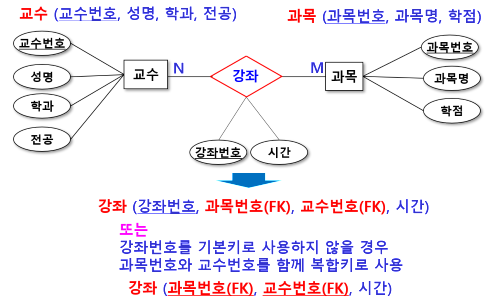 교수 (교수번호, 성명, 학과, 전공)
과목 (과목번호, 과목명, 학점)
교수번호
성명
학과
전공
교수
N
강좌
M
과목
과목번호
과목명
학점
강좌번호
시간
강좌 (강좌번호, 과목번호(FK), 교수번호(FK), 시간)
또는
강좌번호를 기본키로 사용하지 않을 경우
과목번호와 교수번호를 함께 복합키로 사용
강좌 (과목번호(FK), 교수번호(FK), 시간)